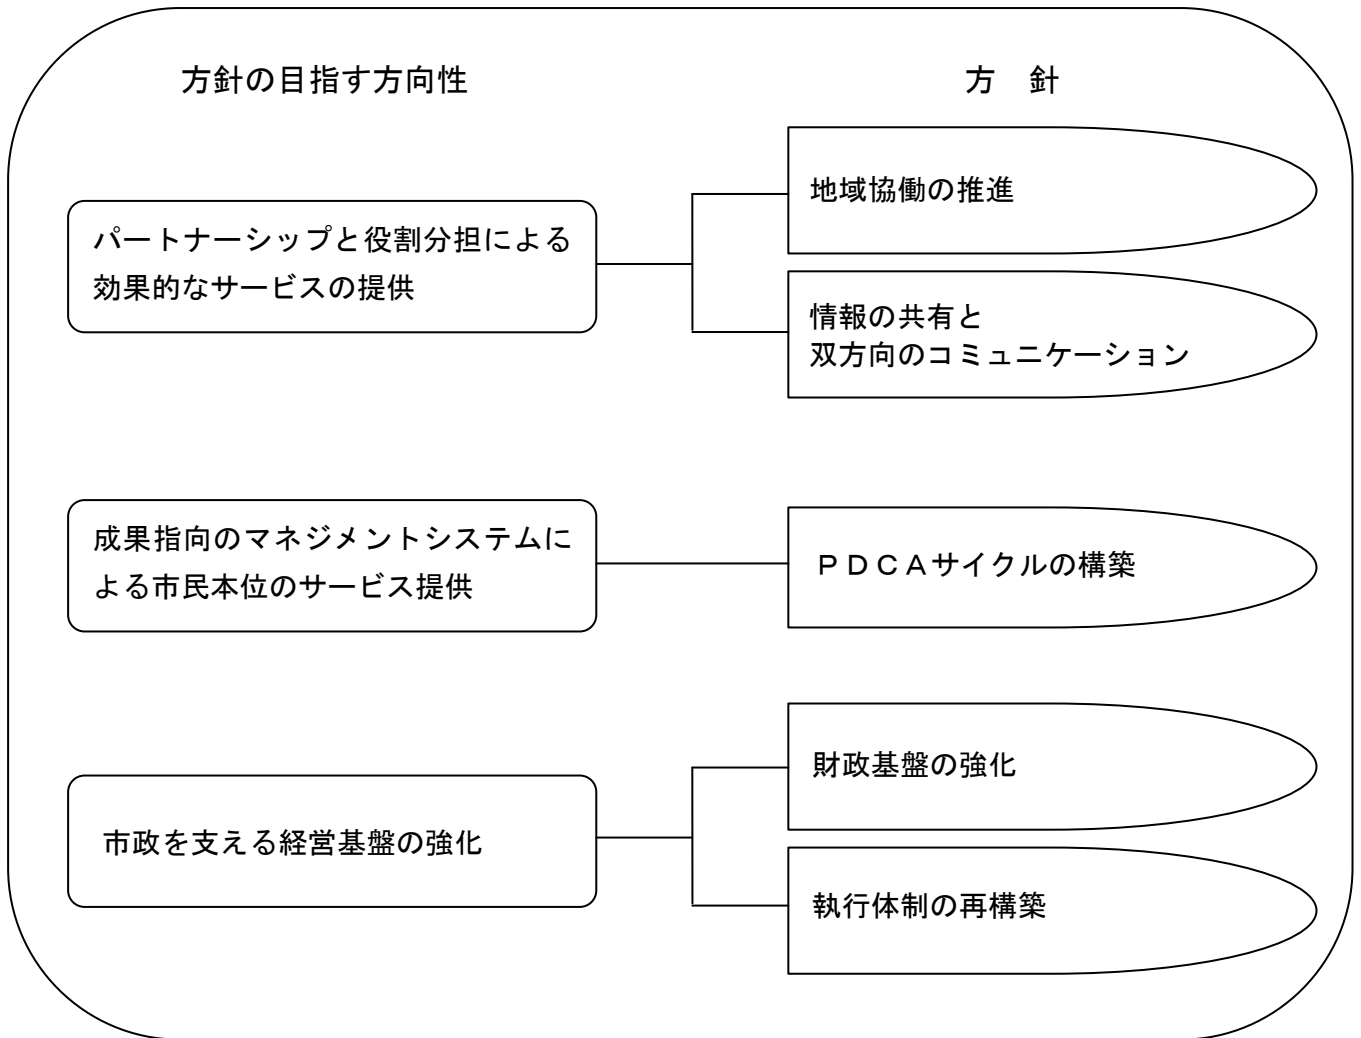 方針の目指す方向性
方　針
パートナーシップと役割分担による
効果的なサービスの提供
地域協働の推進
情報の共有と
双方向のコミュニケーション
成果指向のマネジメントシステムに
よる市民本位のサービス提供
ＰＤＣＡサイクルの構築
市政を支える経営基盤の強化
財政基盤の強化
執行体制の再構築